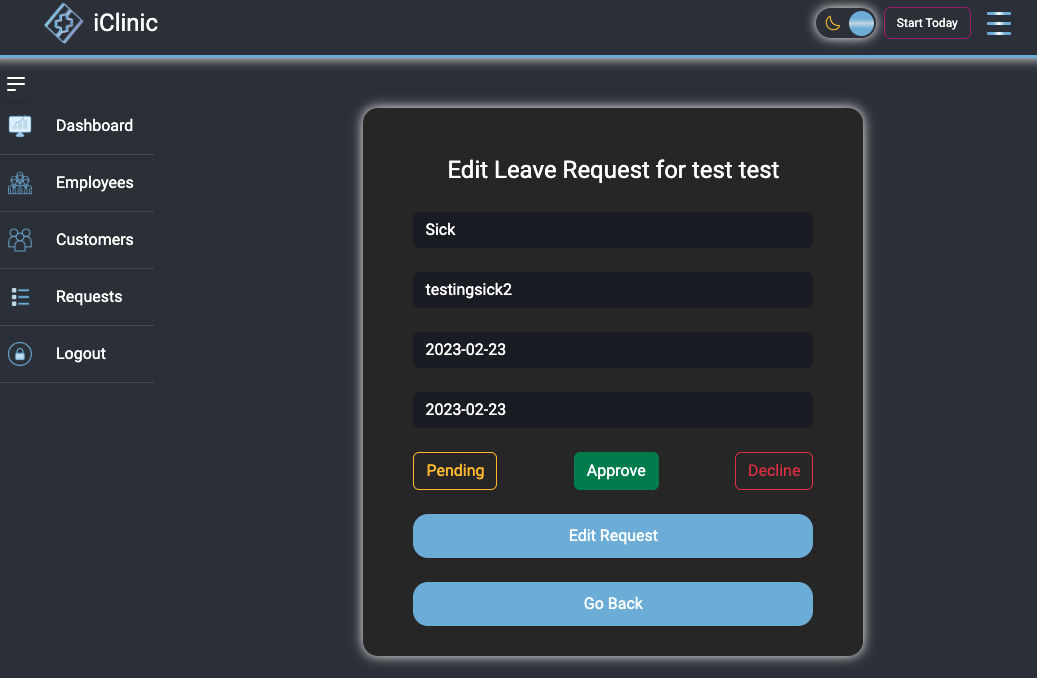 iClinic
Start Today
Dashboard
Employees
Customers
Requests
Logout
Edit Leave Request for test test
Sick
testingsick2
2023-02-23
2023-02-23
Pending Approve Decline
Edit Request
Go Back